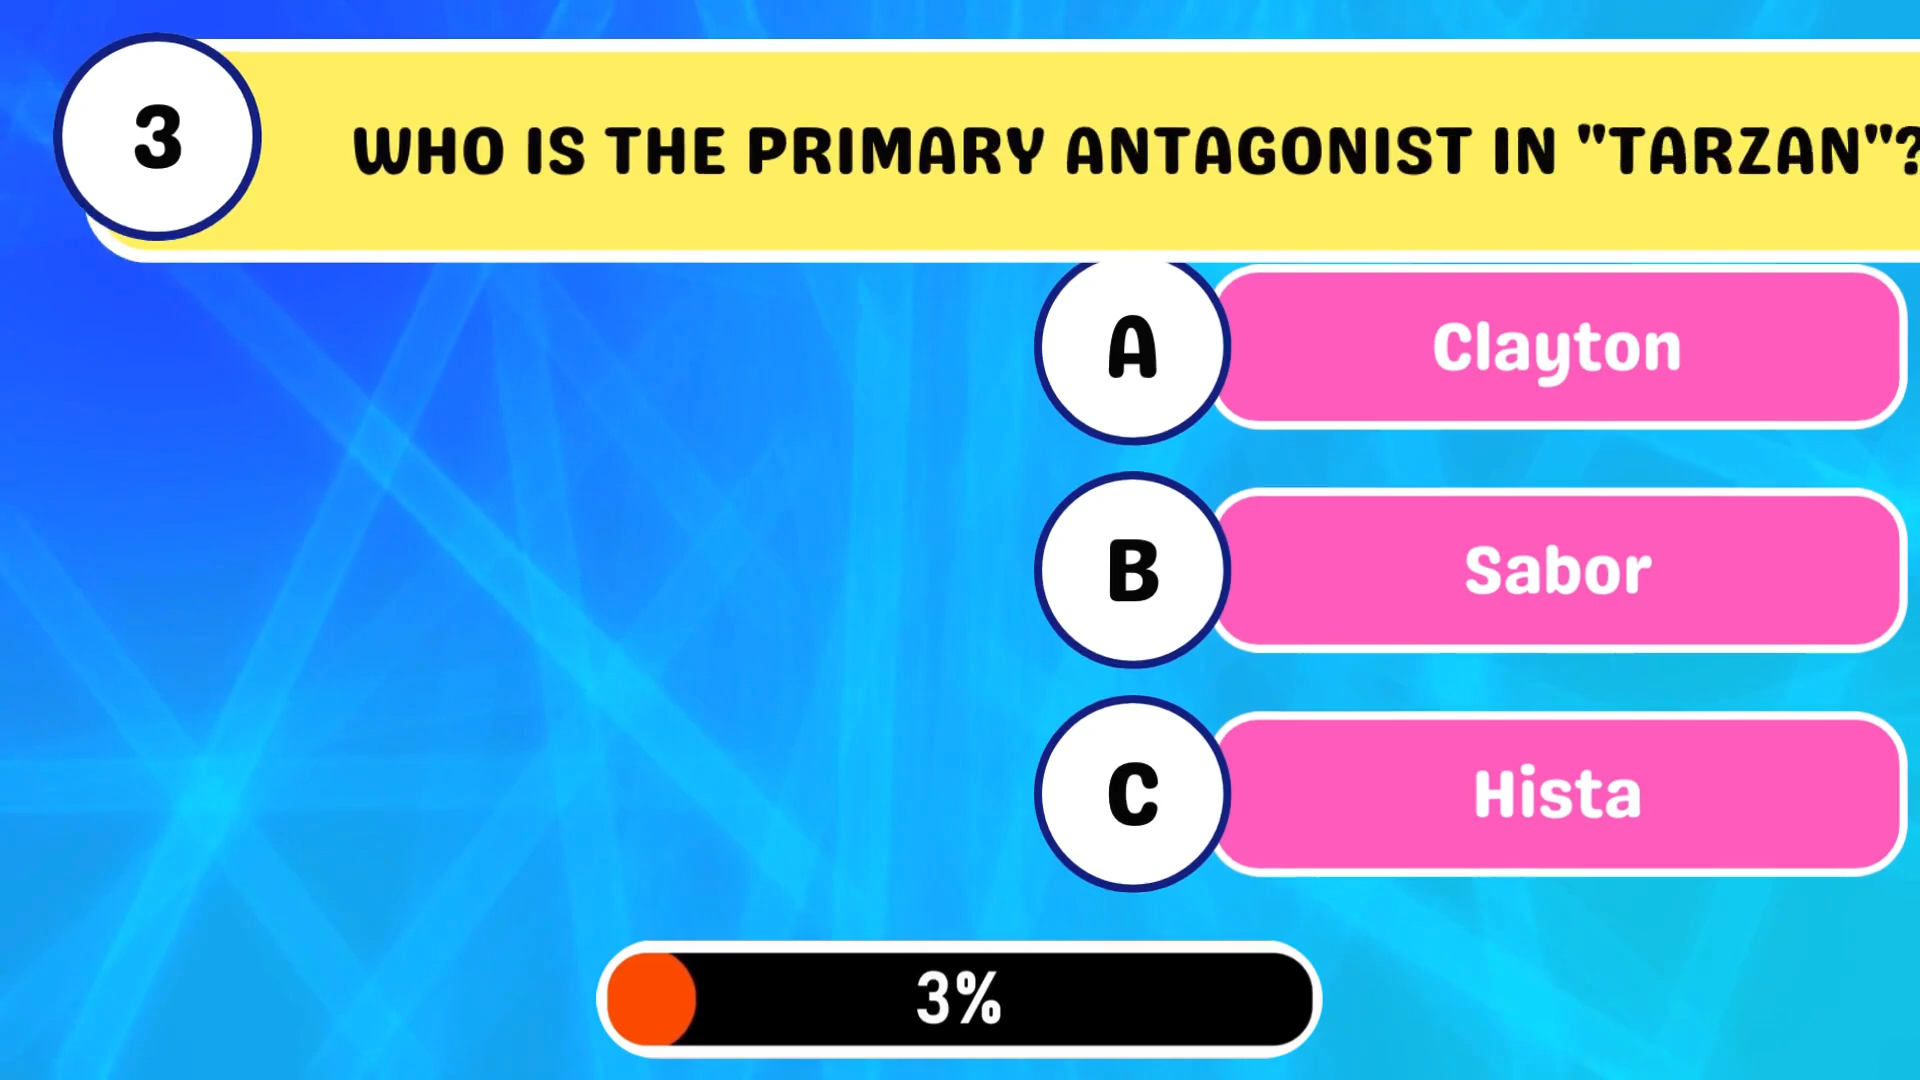 3
WHO IS THE PRIMARY ANTAGONIST IN "TARZAN"?
A
Clayton
B
Sabor
C
Hista
3%